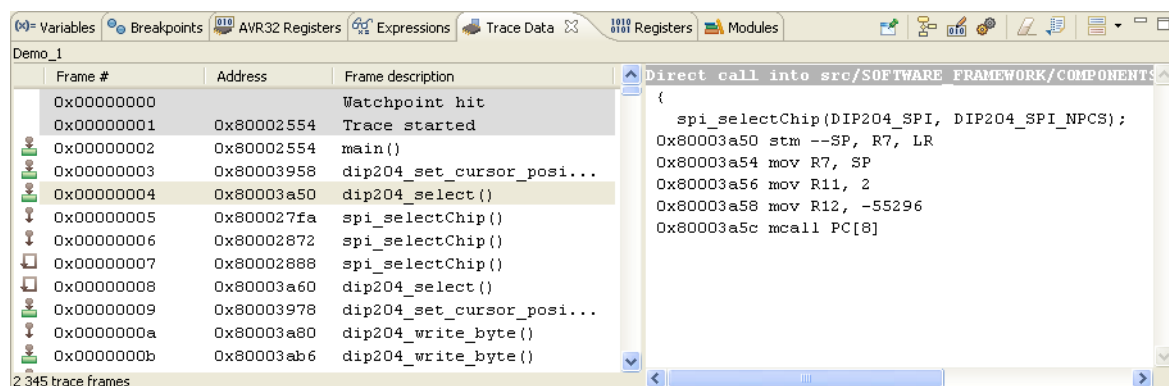 (x)= Variables Breakpoints 010 AVR32 Registers Expressions Trace Data 1010 0101 Registers Modules
Demo_1
Frame # Address Frame description
0x00000000 Watchpoint hit
0x00000001 0x80002554 Trace started
0x00000002 0x80002554 main()
0x00000003 0x80003958 dip204_set_cursor_posi...
0x00000004 0x80003a50 dip204_select()
0x00000005 0x800027fa spi_selectChip()
0x00000006 0x80002872 spi_selectChip()
0x00000007 0x80002888 spi_selectChip()
0x00000008 0x80003a60 dip204_select()
0x00000009 0x80003978 dip204_set_cursor_posi...
0x0000000a 0x80003a80 dip204_write_byte()
0x0000000b 0x80003ab6 dip204_write_byte()
2 345 trace frames
Direct call into src/SOFTWARE_FRAMEWORK/COMPONENTS
{
spi_selectChip(DIP204_SPI, DIP204_SPI_NPCS);
0x80003a50 stm --SP, R7, LR
0x80003a54 mov R7, SP
0x80003a56 mov R11, 2
0x80003a58 mov R12, -55296
0x80003a5c mcall PC[8]